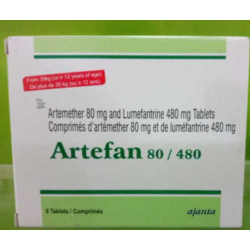 From 35kg (or ≥ 12 years of age)
De plus de 35 kg (ou ≥ 12 ans)
Artemether 80 mg and Lumefantrine 480 mg Tablets
Comprimés d'artéméther 80 mg et de luméfantrine 480 mg
Artefan 80 / 480
6 Tablets / Comprimés
ajanta